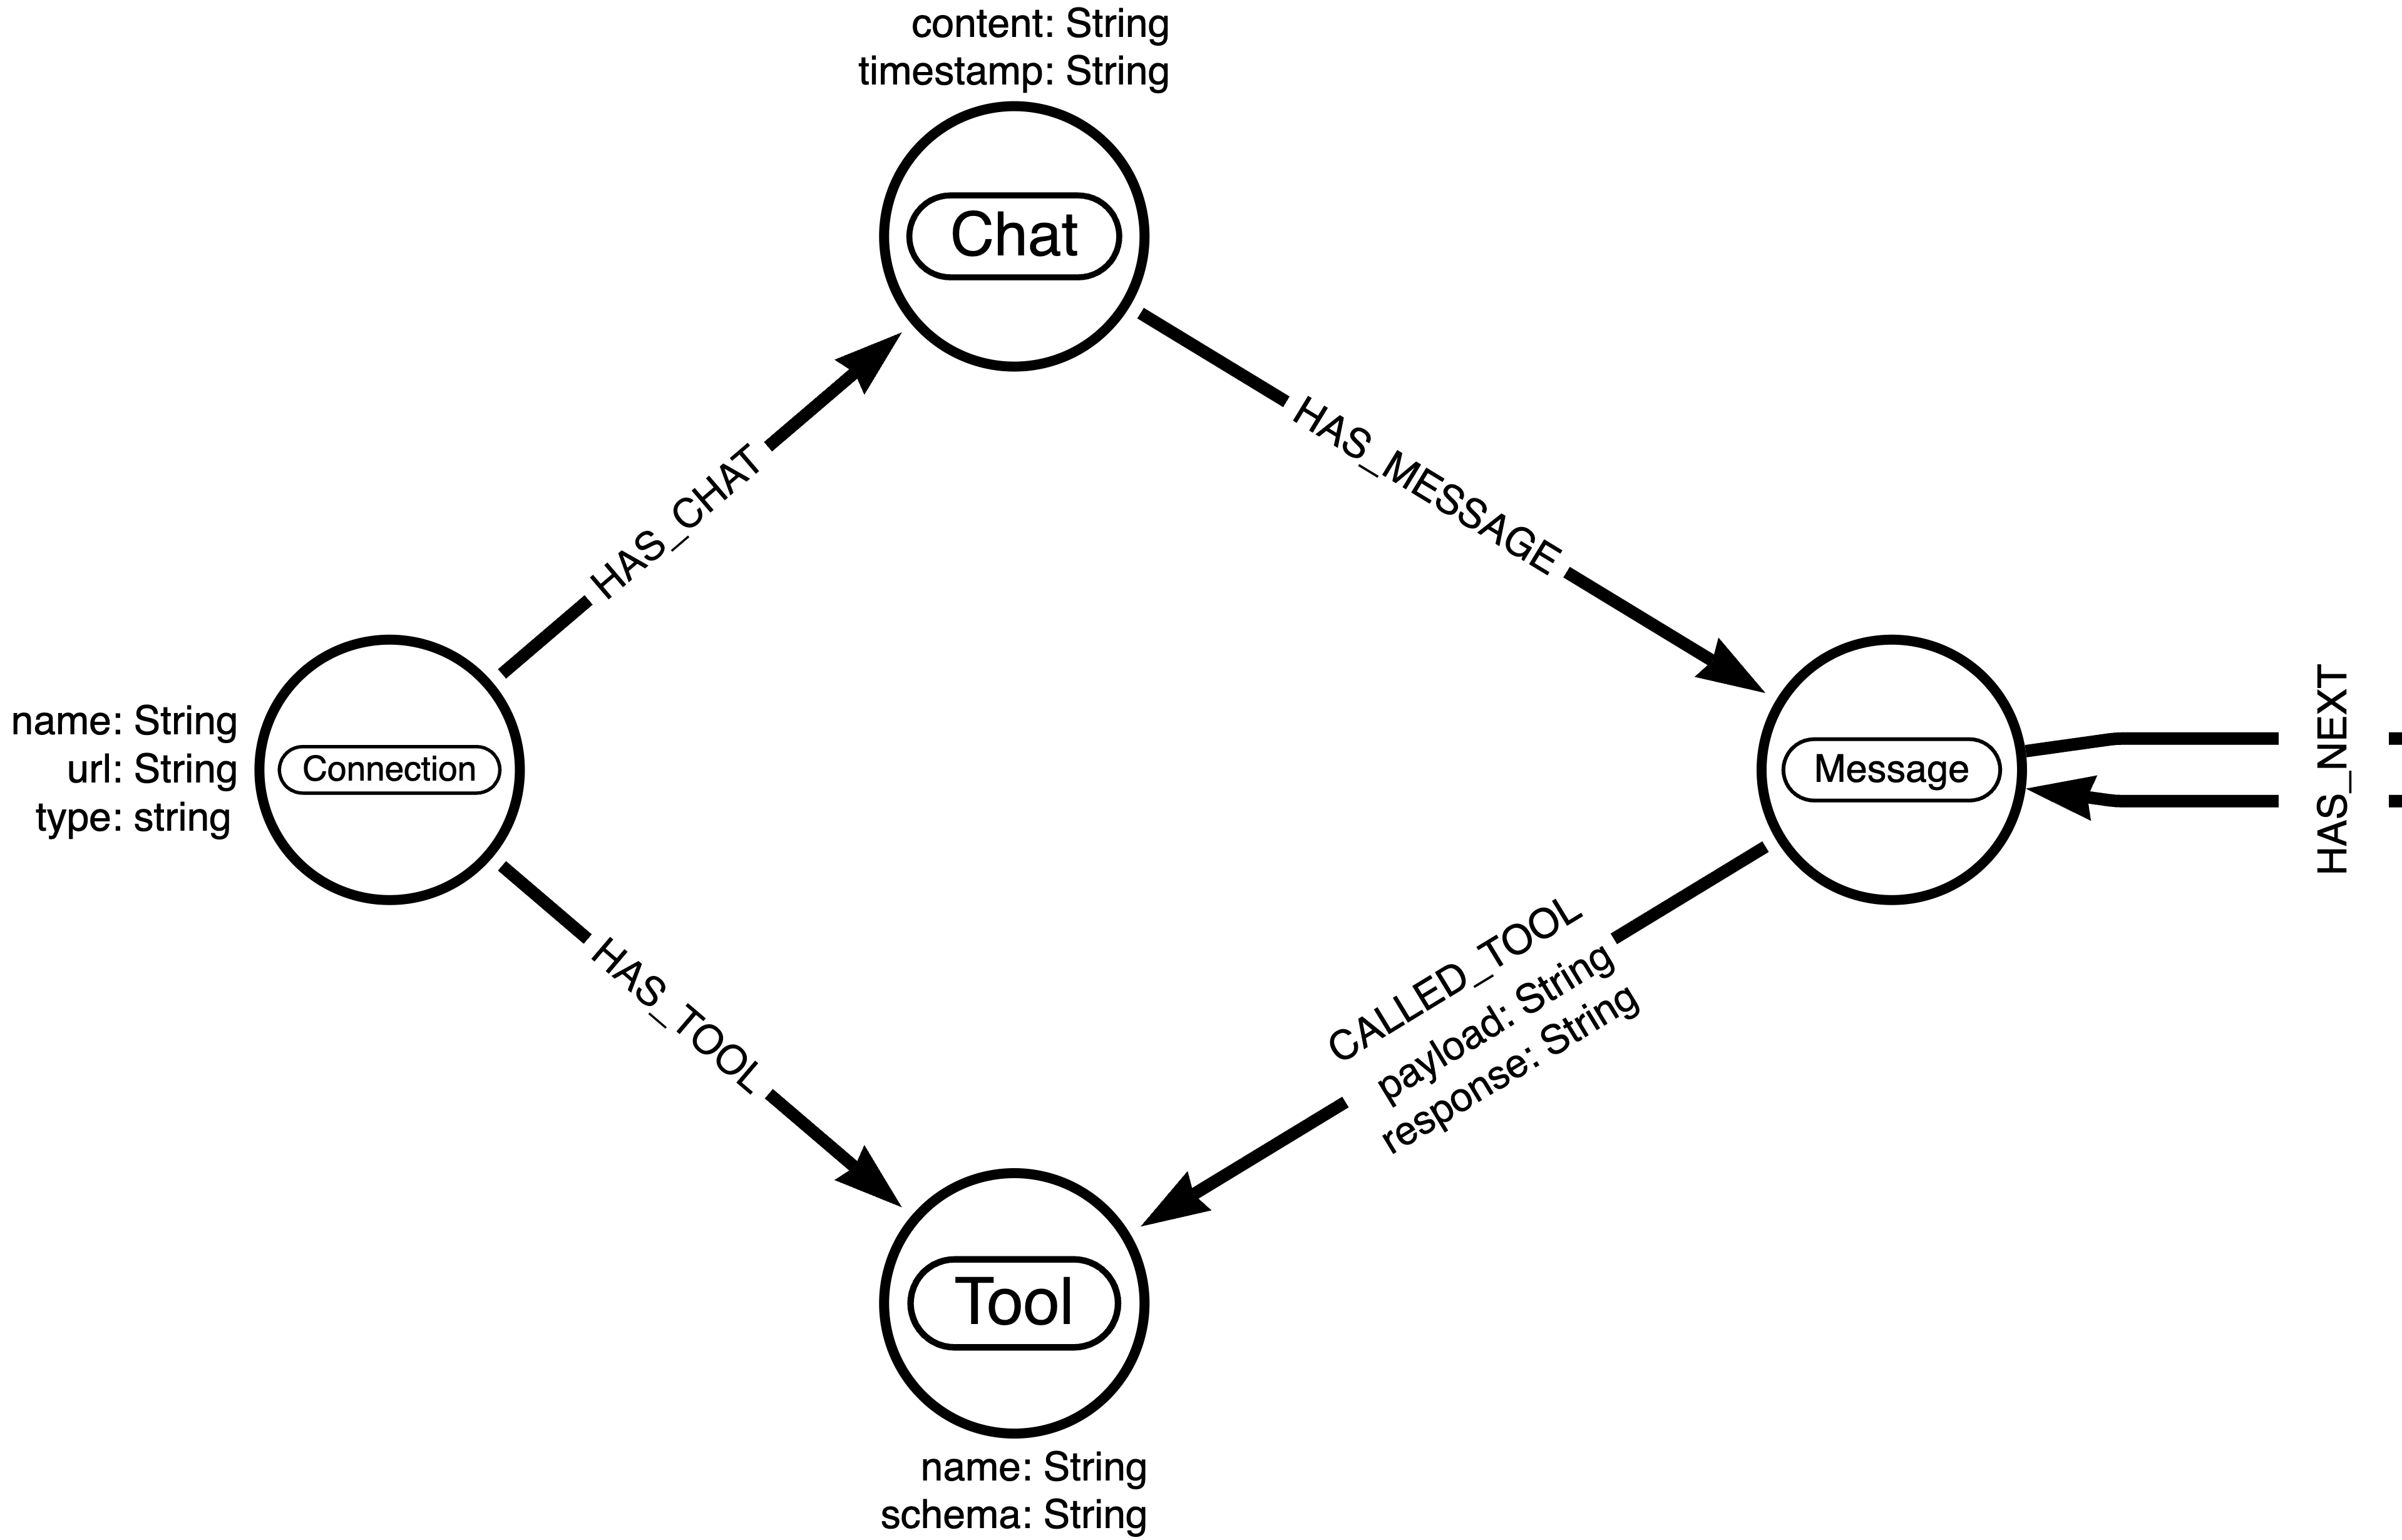 content: String
timestamp: String
Chat
HAS_CHAT
HAS_MESSAGE
name: String
url: String
type: string
Connection
Message
HAS_NEXT
HAS_TOOL
CALLED_TOOL
payload: String
response: String
Tool
name: String
schema: String